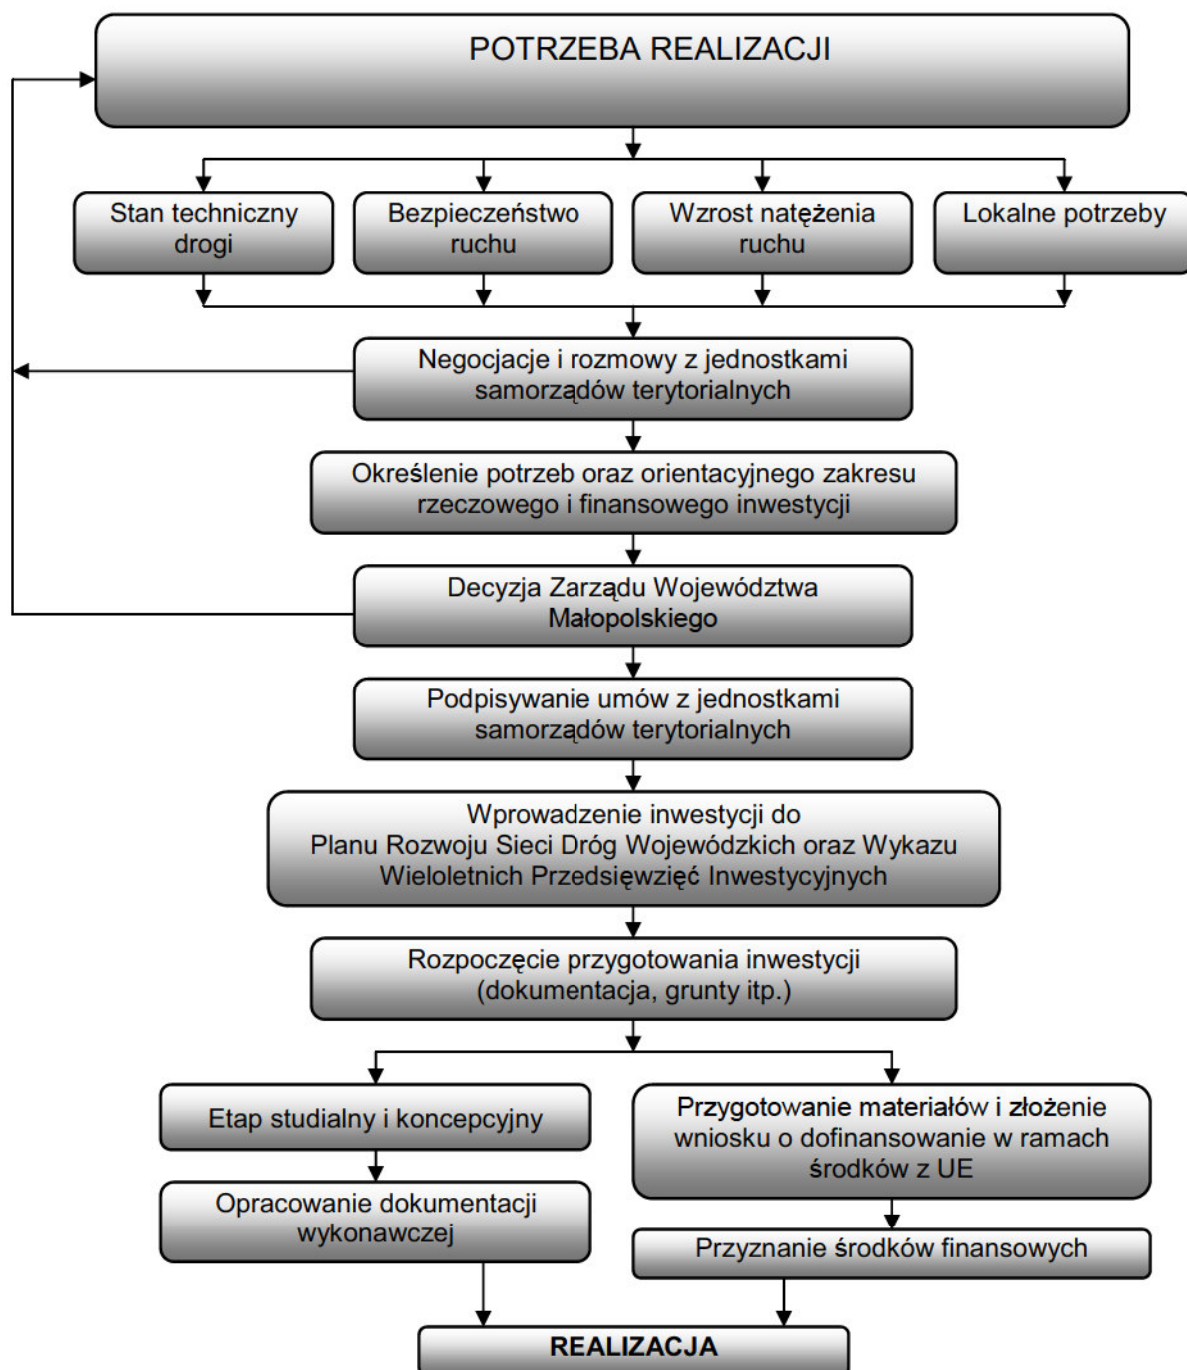 POTRZEBA REALIZACJI
Stan techniczny
drogi
Bezpieczeństwo
ruchu
Wzrost natężenia
ruchu
Lokalne potrzeby
Negocjacje i rozmowy z jednostkami
samorządów terytorialnych
Określenie potrzeb oraz orientacyjnego zakresu
rzeczowego i finansowego inwestycji
Decyzja Zarządu Województwa
Małopolskiego
Podpisywanie umów z jednostkami
samorządów terytorialnych
Wprowadzenie inwestycji do
Planu Rozwoju Sieci Dróg Wojewódzkich oraz Wykazu
Wieloletnich Przedsięwzięć Inwestycyjnych
Rozpoczęcie przygotowania inwestycji
(dokumentacja, grunty itp.)
Etap studialny i koncepcyjny
Przygotowanie materiałów i złożenie
wniosku o dofinansowanie w ramach
środków z UE
Opracowanie dokumentacji
wykonawczej
Przyznanie środków finansowych
REALIZACJA